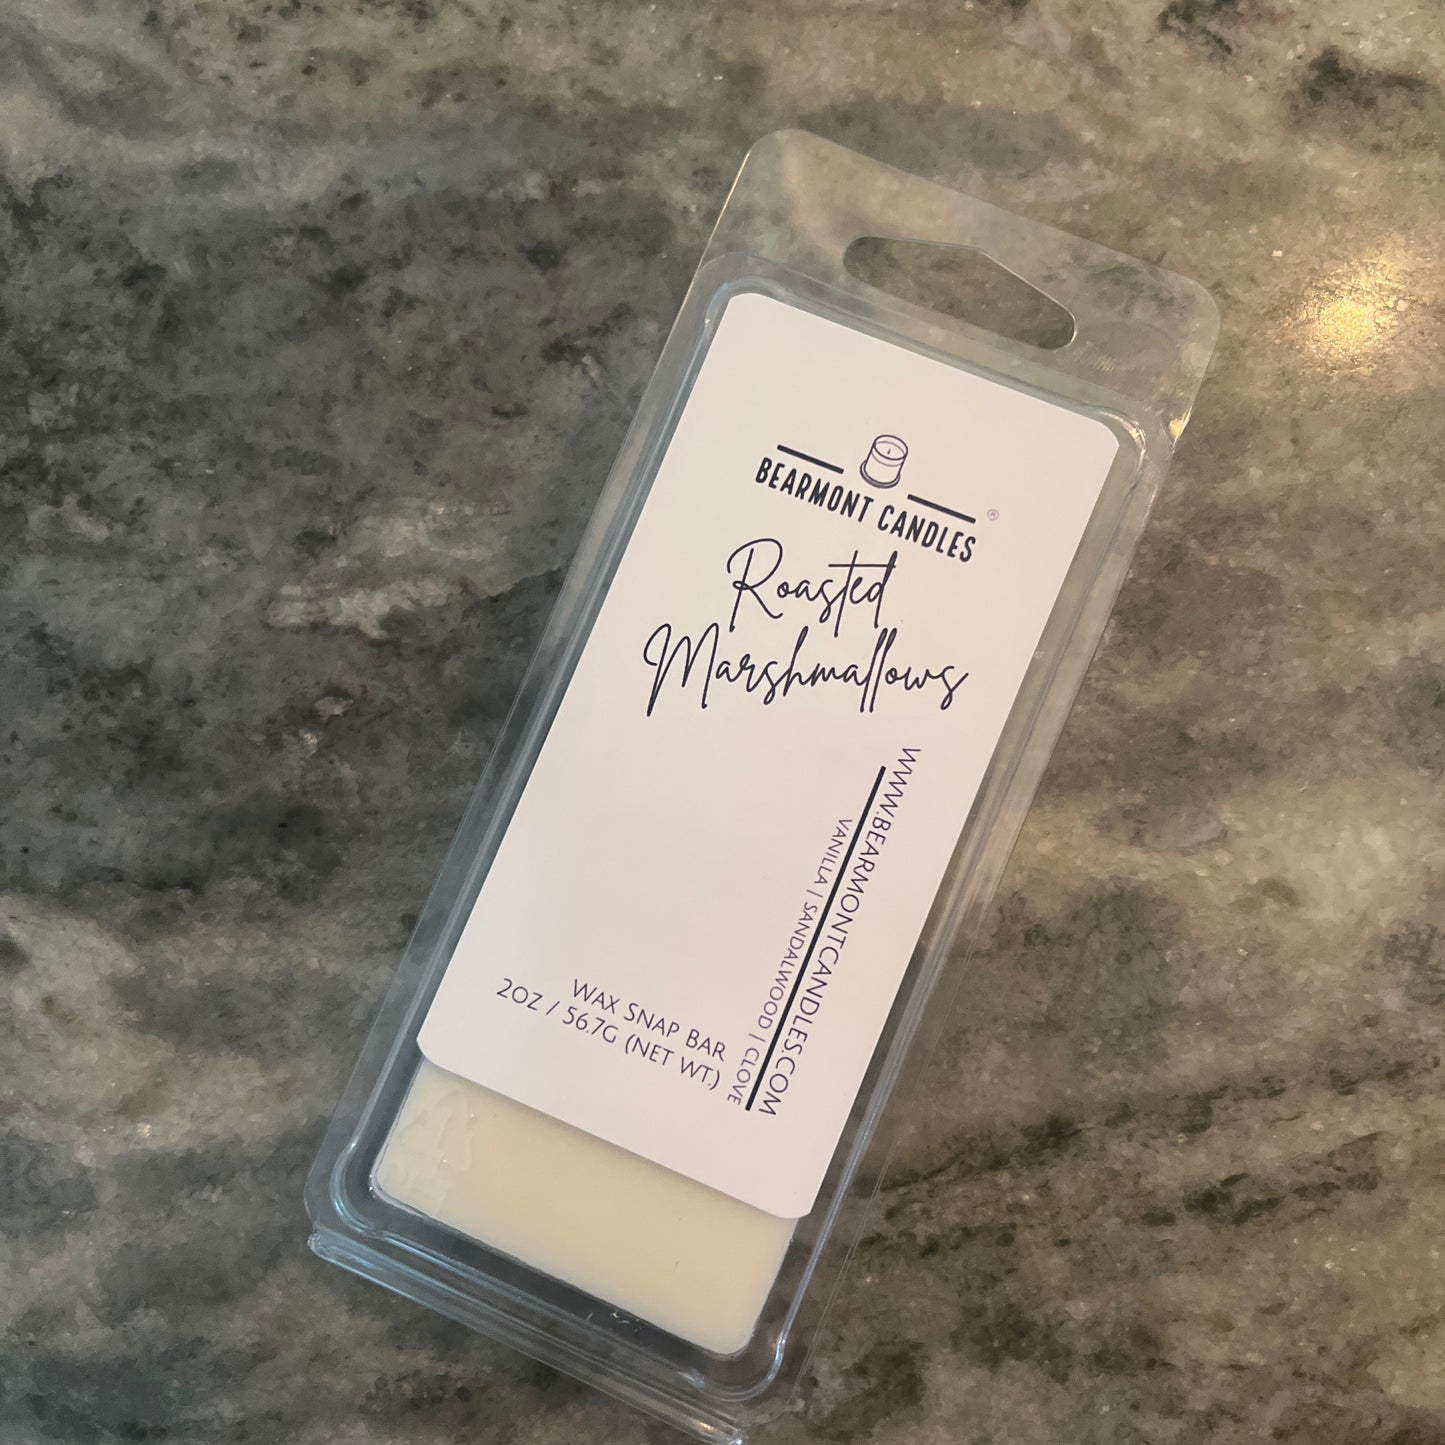 BEARMONT CANDLES ®
Roasted
Marshmallows
WWW.BEARMONTCANDLES.COM
VANILLA | SANDALWOOD | CLOVE
WAX SNAP BAR
2OZ / 56.7G (NET WT.)